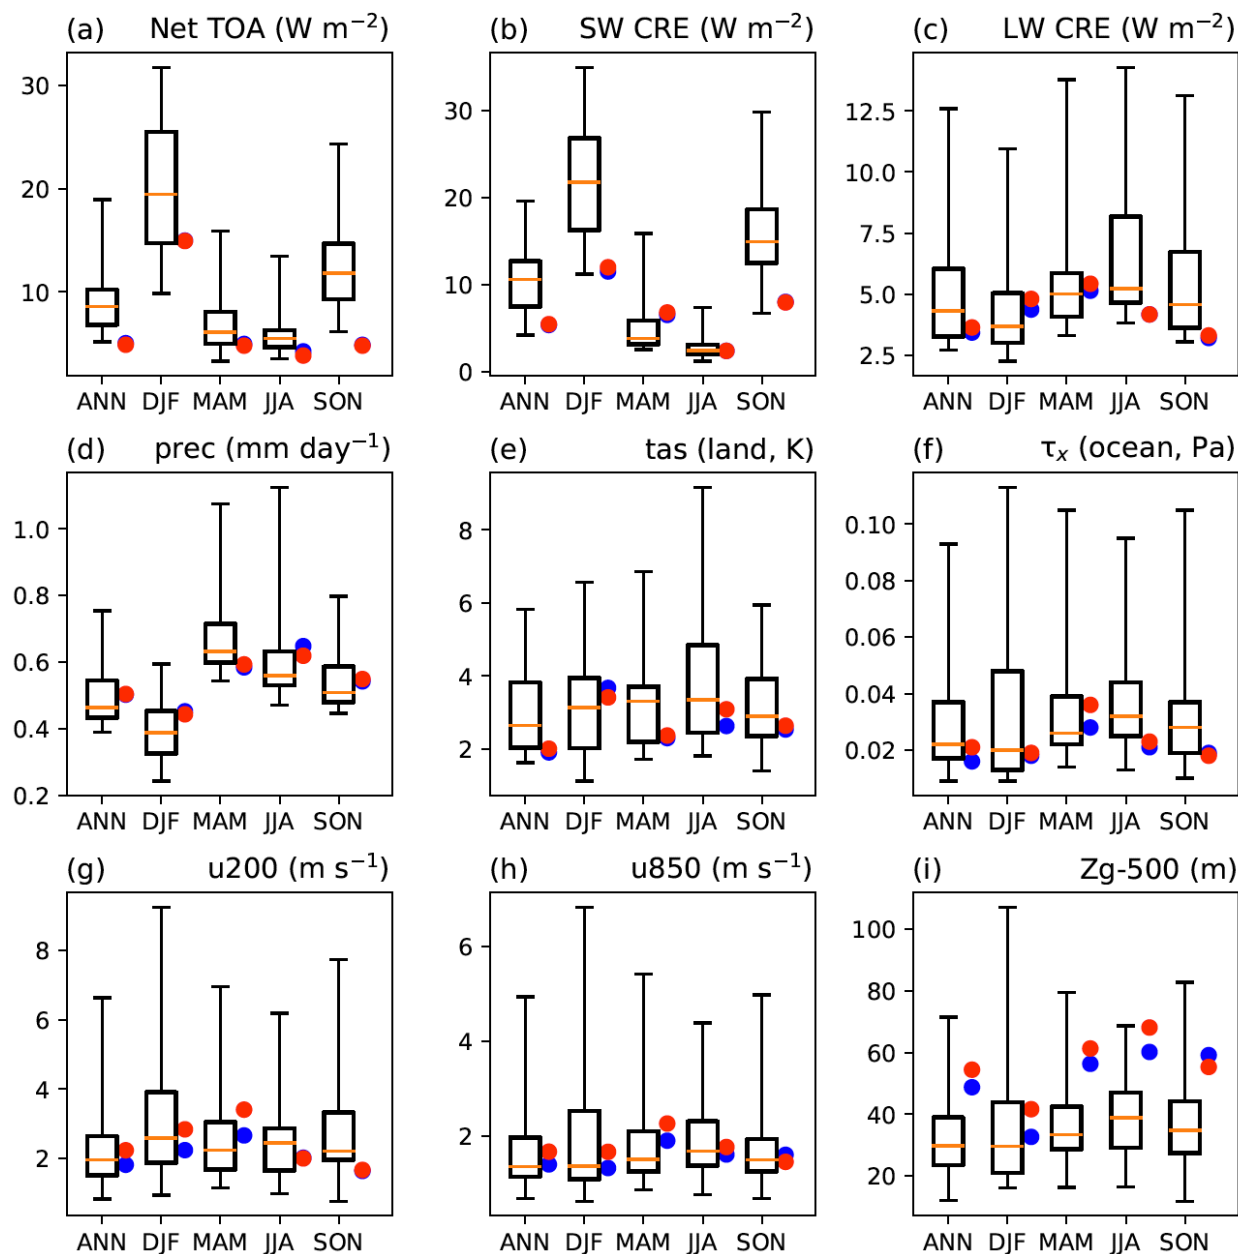 (a) Net TOA (W m⁻²)
(b) SW CRE (W m⁻²)
(c) LW CRE (W m⁻²)
30
20
10
30
20
10
0
12.5
10.0
7.5
5.0
2.5
ANN DJF MAM JJA SON
ANN DJF MAM JJA SON
ANN DJF MAM JJA SON
(d) prec (mm day⁻¹)
(e) tas (land, K)
(f) τₓ (ocean, Pa)
1.0
0.8
0.6
0.4
0.2
8
6
4
2
0.10
0.08
0.06
0.04
0.02
ANN DJF MAM JJA SON
ANN DJF MAM JJA SON
ANN DJF MAM JJA SON
(g) u200 (m s⁻¹)
(h) u850 (m s⁻¹)
(i) Zg-500 (m)
8
6
4
2
6
4
2
100
80
60
40
20
ANN DJF MAM JJA SON
ANN DJF MAM JJA SON
ANN DJF MAM JJA SON